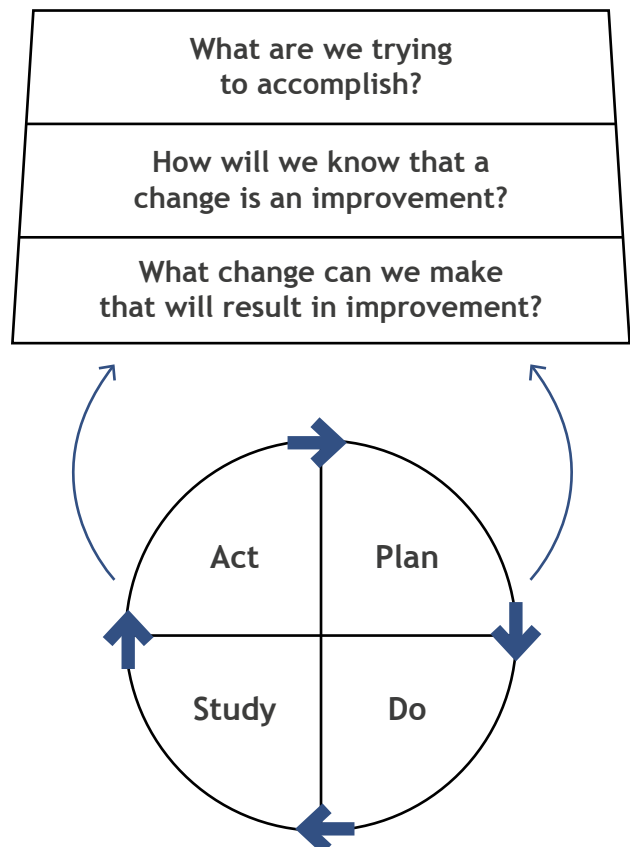 What are we trying
to accomplish?
How will we know that a
change is an improvement?
What change can we make
that will result in improvement?
Act
Plan
Study
Do